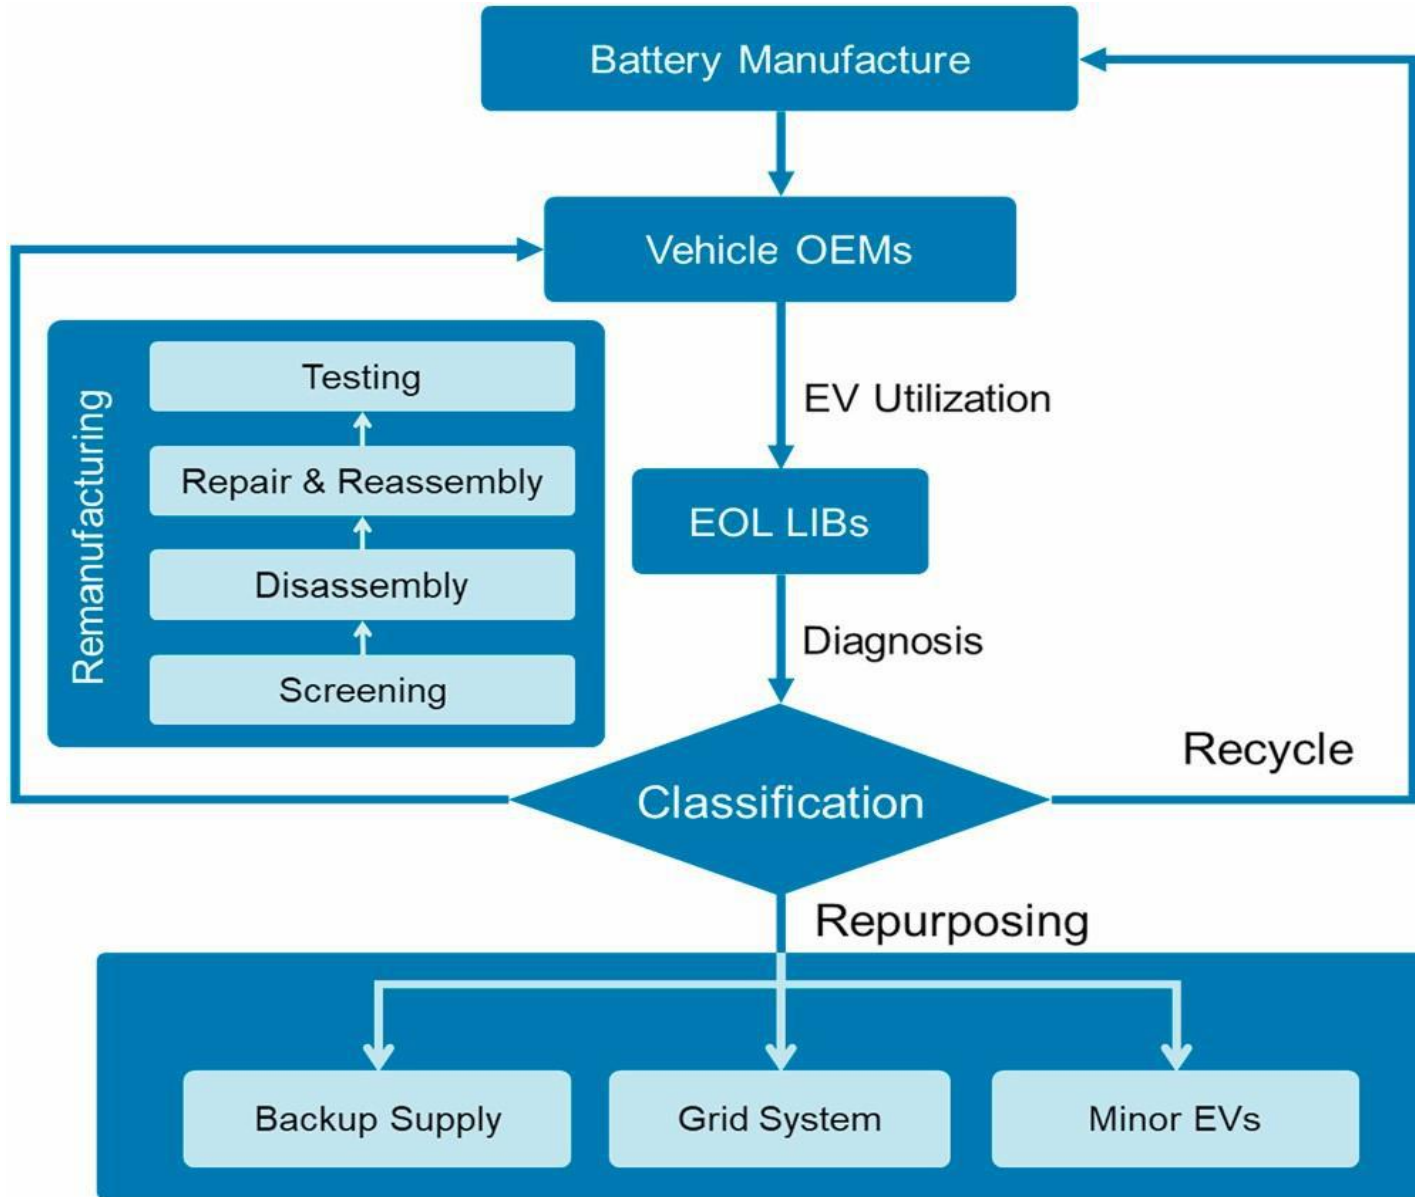 Battery Manufacture
Vehicle OEMs
Remanufacturing
Testing
Repair & Reassembly
Disassembly
Screening
EV Utilization
EOL LIBs
Diagnosis
Classification
Recycle
Repurposing
Backup Supply
Grid System
Minor EVs